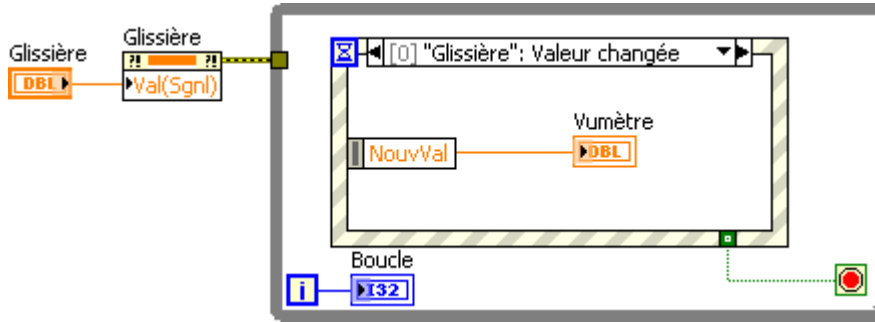 Glissière
Glissière
DBL
?! ?!
Val(Sgnl)
[0] "Glissière": Valeur changée
NouvVal
Vumètre
DBL
Boucle
i
I32